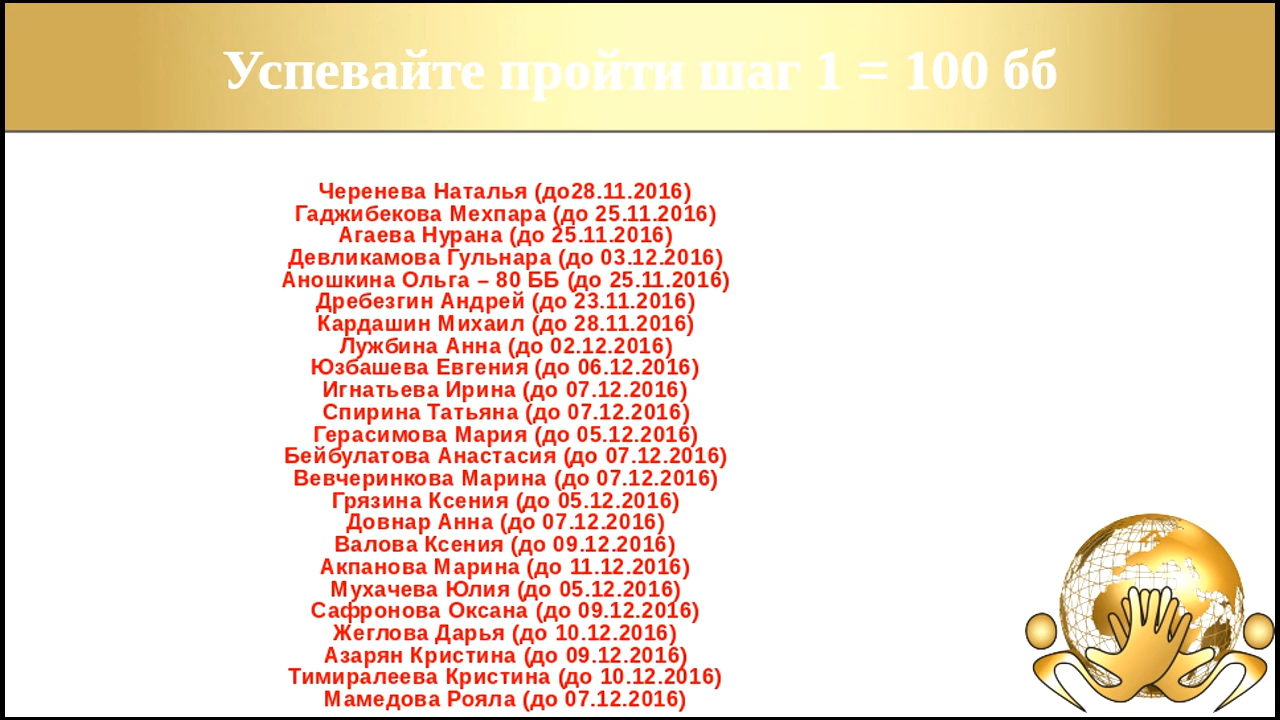 Успевайте пройти шаг 1 = 100 бб
Черенева Наталья (до28.11.2016)
Гаджибекова Мехпара (до 25.11.2016)
Агаева Нурана (до 25.11.2016)
Девликамова Гульнара (до 03.12.2016)
Аношкина Ольга – 80 ББ (до 25.11.2016)
Дребезгин Андрей (до 23.11.2016)
Кардашин Михаил (до 28.11.2016)
Лужбина Анна (до 02.12.2016)
Юзбашева Евгения (до 06.12.2016)
Игнатьева Ирина (до 07.12.2016)
Спирина Татьяна (до 07.12.2016)
Герасимова Мария (до 05.12.2016)
Бейбулатова Анастасия (до 07.12.2016)
Вевчеринкова Марина (до 07.12.2016)
Грязина Ксения (до 05.12.2016)
Довнар Анна (до 07.12.2016)
Валова Ксения (до 09.12.2016)
Акпанова Марина (до 11.12.2016)
Мухачева Юлия (до 05.12.2016)
Сафронова Оксана (до 09.12.2016)
Жеглова Дарья (до 10.12.2016)
Азарян Кристина (до 09.12.2016)
Тимиралеева Кристина (до 10.12.2016)
Мамедова Рояла (до 07.12.2016)